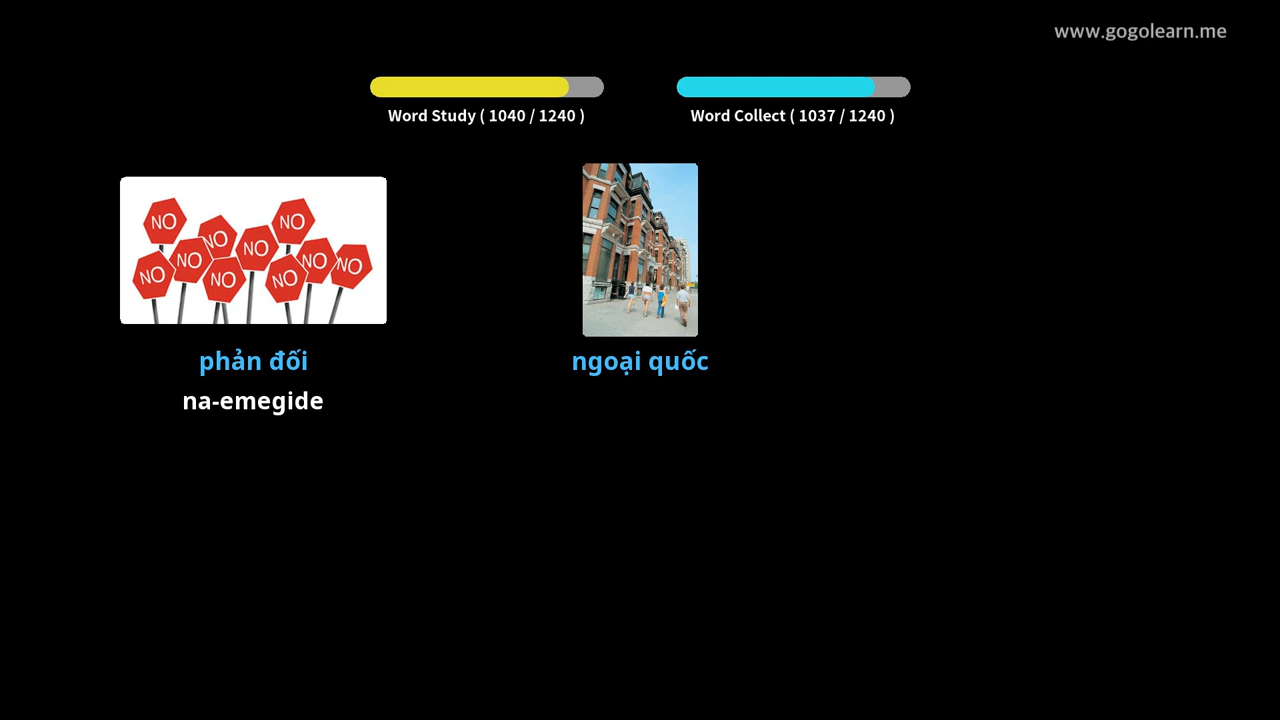 www.gogolearn.me
Word Study ( 1040 / 1240 )
Word Collect ( 1037 / 1240 )
NO
NO
NO
NO
NO
NO
NO
NO
NO
NO
phản đối
na-emegide
ngoại quốc